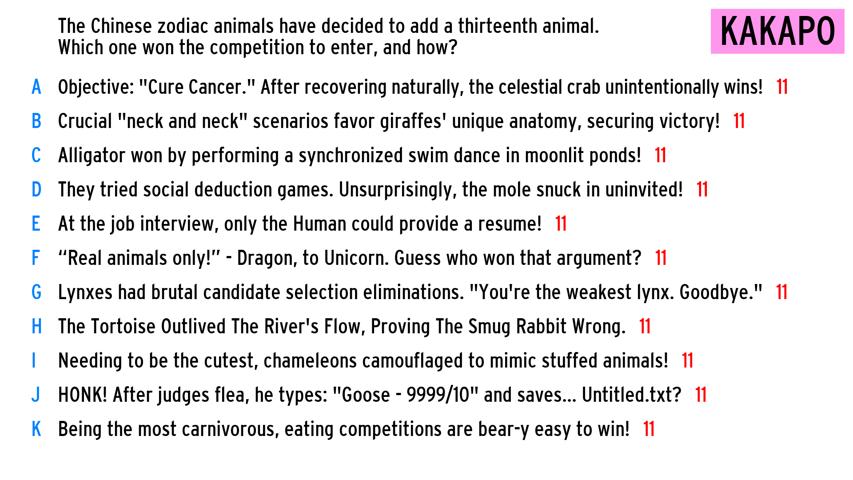 The Chinese zodiac animals have decided to add a thirteenth animal.
Which one won the competition to enter, and how?
KAKAPO
A Objective: "Cure Cancer." After recovering naturally, the celestial crab unintentionally wins! 11
B Crucial "neck and neck" scenarios favor giraffes' unique anatomy, securing victory! 11
C Alligator won by performing a synchronized swim dance in moonlit ponds! 11
D They tried social deduction games. Unsurprisingly, the mole snuck in uninvited! 11
E At the job interview, only the Human could provide a resume! 11
F “Real animals only!” - Dragon, to Unicorn. Guess who won that argument? 11
G Lynxes had brutal candidate selection eliminations. "You're the weakest lynx. Goodbye." 11
H The Tortoise Outlived The River's Flow, Proving The Smug Rabbit Wrong. 11
I Needing to be the cutest, chameleons camouflaged to mimic stuffed animals! 11
J HONK! After judges flea, he types: "Goose - 9999/10" and saves... Untitled.txt? 11
K Being the most carnivorous, eating competitions are bear-y easy to win! 11